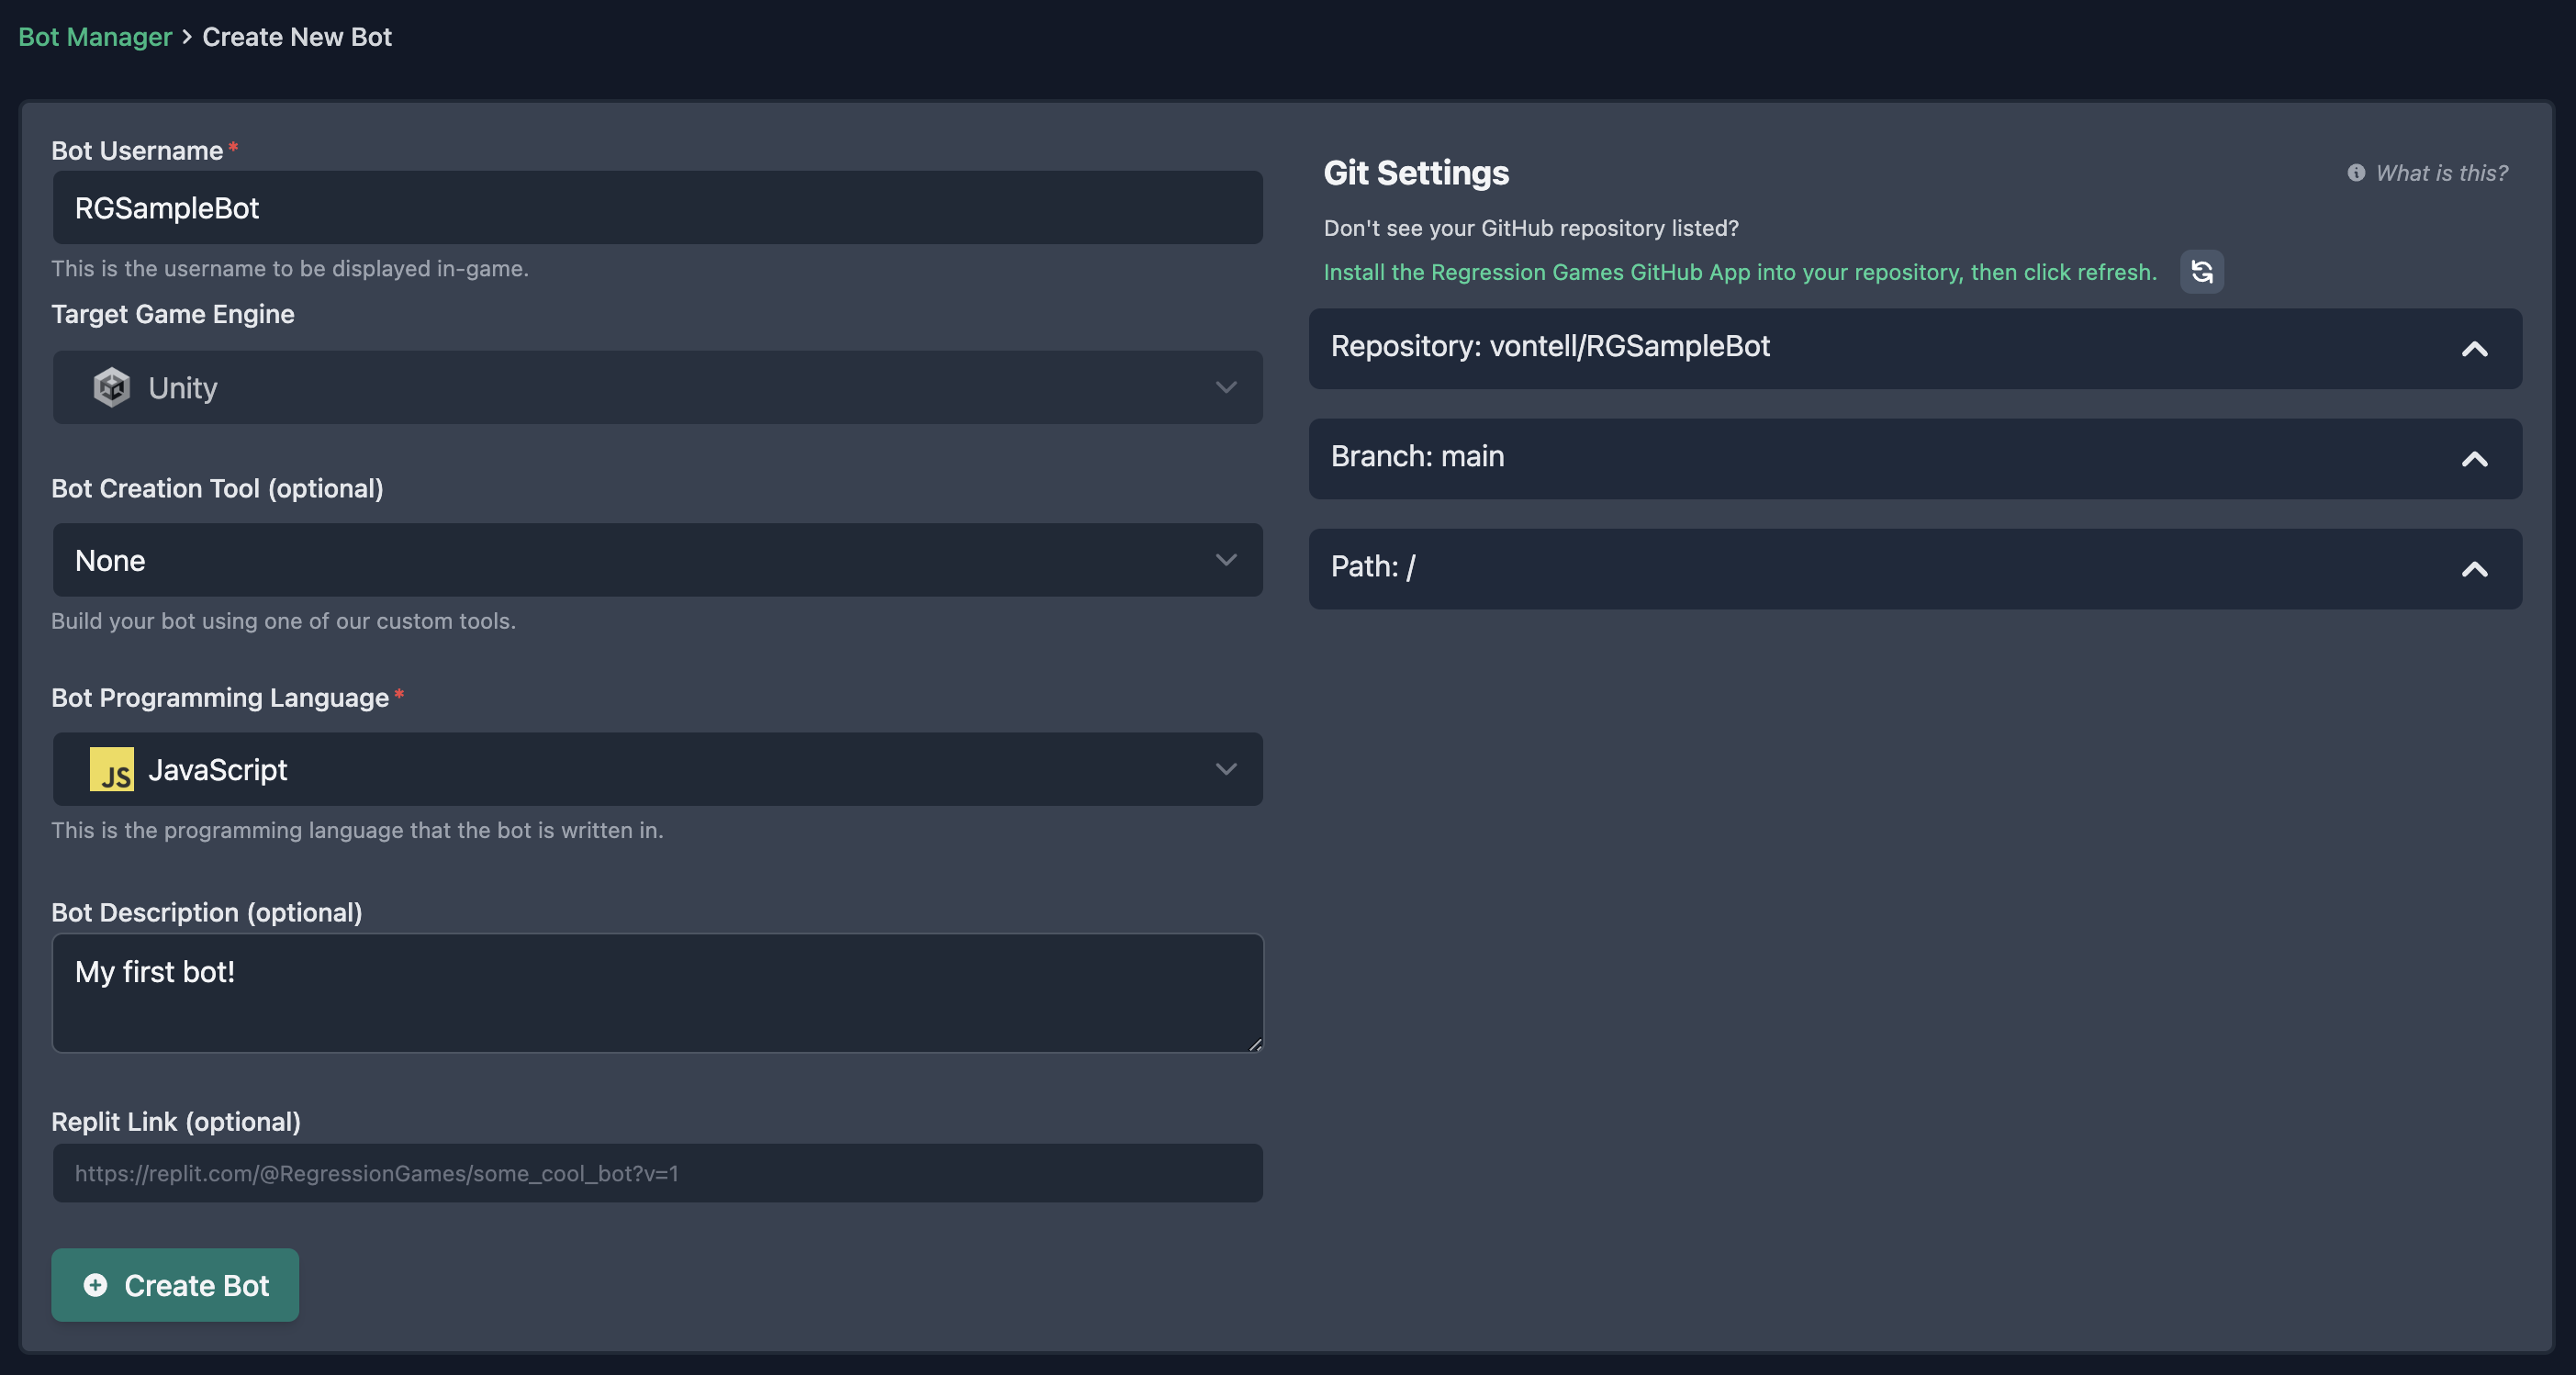 Bot Manager > Create New Bot
Bot Username*
RGSampleBot
This is the username to be displayed in-game.
Target Game Engine
Unity
Bot Creation Tool (optional)
None
Build your bot using one of our custom tools.
Bot Programming Language*
JS JavaScript
This is the programming language that the bot is written in.
Bot Description (optional)
My first bot!
Replit Link (optional)
https://replit.com/@RegressionGames/some_cool_bot?v=1
Create Bot
Git Settings
What is this?
Don't see your GitHub repository listed?
Install the Regression Games GitHub App into your repository, then click refresh.
Repository: vontell/RGSampleBot
Branch: main
Path: /